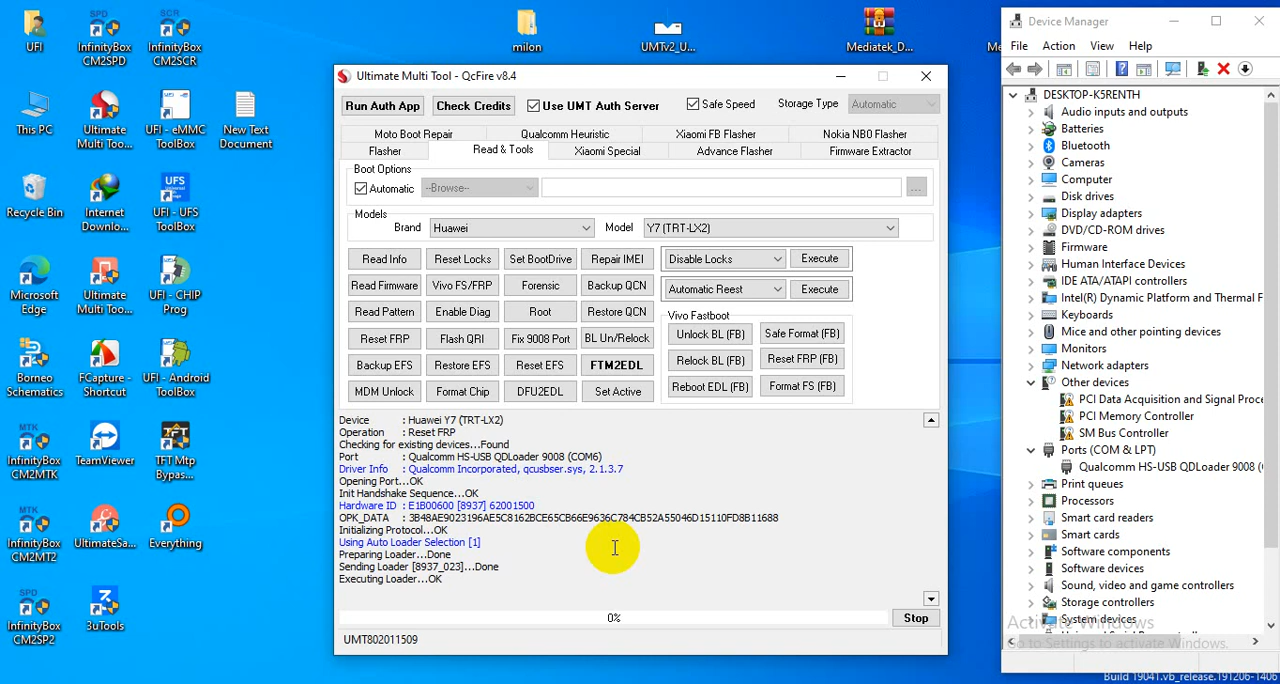 UFI
InfinityBox
CM2SPD
InfinityBox
CM2SCR
milon
UMTv2_U...
Mediatek_D...
This PC
Ultimate
Multi Too...
UFI - eMMC
ToolBox
New Text
Document
Recycle Bin
Internet
Downlo...
UFI - UFS
ToolBox
Microsoft
Edge
Ultimate
Multi Too...
UFI - CHIP
Prog
Borneo
Schematics
FCapture -
Shortcut
UFI - Android
ToolBox
InfinityBox
CM2MTK
TeamViewer
TFT Mtp
Bypas...
InfinityBox
CM2MT2
UltimateSa...
Everything
InfinityBox
CM2SP2
3uTools
Ultimate Multi Tool - QcFire v8.4
Run Auth App
Check Credits
Use UMT Auth Server
Safe Speed
Storage Type
Automatic
Moto Boot Repair
Qualcomm Heuristic
Xiaomi FB Flasher
Nokia NB0 Flasher
Flasher
Read & Tools
Xiaomi Special
Advance Flasher
Firmware Extractor
Boot Options
Automatic
--Browse--
...
Models
Brand
Huawei
Model
Y7 (TRT-LX2)
Read Info
Reset Locks
Set BootDrive
Repair IMEI
Disable Locks
Execute
Read Firmware
Vivo FS/FRP
Forensic
Backup QCN
Automatic Reest
Execute
Read Pattern
Enable Diag
Root
Restore QCN
Vivo Fastboot
Reset FRP
Flash QRI
Fix 9008 Port
BL Un/Relock
Unlock BL (FB)
Safe Format (FB)
Backup EFS
Restore EFS
Reset EFS
FTM2EDL
Relock BL (FB)
Reset FRP (FB)
MDM Unlock
Format Chip
DFU2EDL
Set Active
Reboot EDL (FB)
Format FS (FB)
Device : Huawei Y7 (TRT-LX2)
Operation : Reset FRP
Checking for existing devices...Found
Port : Qualcomm HS-USB QDLoader 9008 (COM6)
Driver Info : Qualcomm Incorporated, qcusbser.sys, 2.1.3.7
Opening Port...OK
Init Handshake Sequence...OK
Hardware ID : E1B00600 [8937] 62001500
OPK_DATA
Initializing Protocol...OK
Using Auto Loader Selection [1]
Preparing Loader...Done
Sending Loader [8937_023]...Done
Executing Loader...OK
0%
Stop
UMT802011509
Device Manager
File Action View Help
DESKTOP-K5RENTH
Audio inputs and outputs
Batteries
Bluetooth
Cameras
Computer
Disk drives
Display adapters
DVD/CD-ROM drives
Firmware
Human Interface Devices
IDE ATA/ATAPI controllers
Intel(R) Dynamic Platform and Thermal F
Keyboards
Mice and other pointing devices
Monitors
Network adapters
Other devices
PCI Data Acquisition and Signal Proce
PCI Memory Controller
SM Bus Controller
Ports (COM & LPT)
Qualcomm HS-USB QDLoader 9008 (
Print queues
Processors
Smart card readers
Smart cards
Software components
Software devices
Sound, video and game controllers
Storage controllers
System devices
Activate Windows
Go to Settings to activate Windows.
Build 19041.vb_release.191206-1406